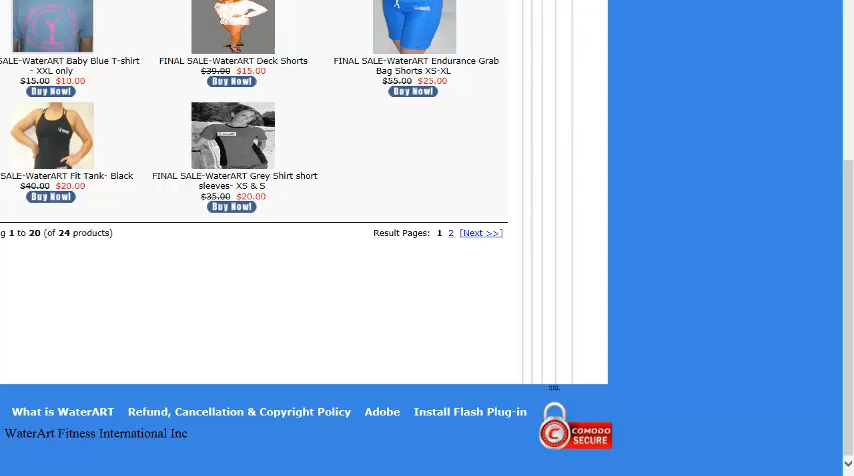 SALE-WaterART Baby Blue T-shirt
- XXL only
$15.00 $10.00
Buy Now!
FINAL SALE-WaterART Deck Shorts
$39.00 $15.00
Buy Now!
FINAL SALE-WaterART Endurance Grab
Bag Shorts XS-XL
$55.00 $25.00
Buy Now!
SALE-WaterART Fit Tank- Black
$40.00 $20.00
Buy Now!
FINAL SALE-WaterART Grey Shirt short
sleeves- XS & S
$35.00 $20.00
Buy Now!
g 1 to 20 (of 24 products)
Result Pages: 1 2 [Next >>]
SSL
What is WaterART Refund, Cancellation & Copyright Policy Adobe Install Flash Plug-in
WaterArt Fitness International Inc
C COMODO
SECURE